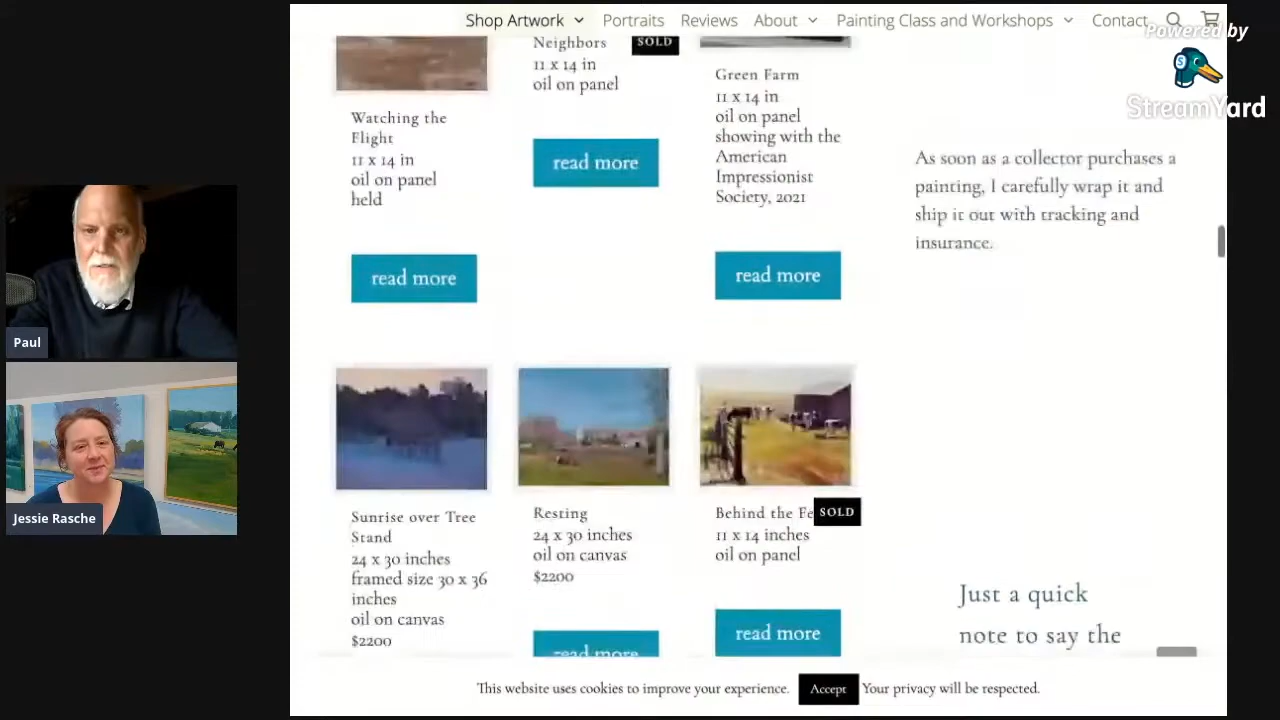 Shop Artwork
Portraits
Reviews
About
Painting Class and Workshops
Contact
Powered by
StreamYard
Watching the
Flight
11 x 14 in
oil on panel
held
read more
Neighbors
SOLD
11 x 14 in
oil on panel
read more
Green Farm
11 x 14 in
oil on panel
showing with the
American
Impressionist
Society, 2021
read more
As soon as a collector purchases a
painting, I carefully wrap it and
ship it out with tracking and
insurance.
Paul
Jessie Rasche
Sunrise over Tree
Stand
24 x 30 inches
framed size 30 x 36
inches
oil on canvas
$2200
Resting
24 x 30 inches
oil on canvas
$2200
read more
Behind the Fe
SOLD
11 x 14 inches
oil on panel
read more
Just a quick
note to say the
This website uses cookies to improve your experience.
Accept
Your privacy will be respected.